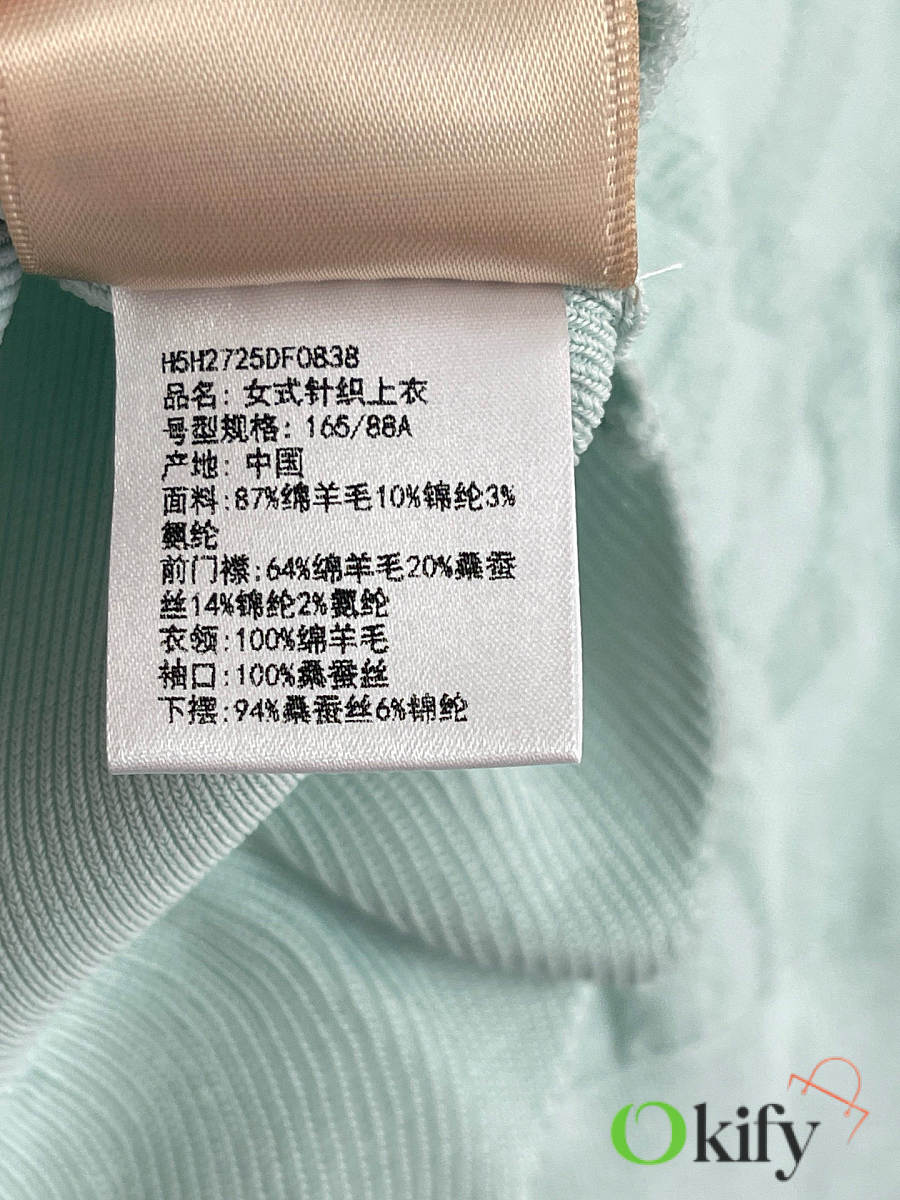 H5H2725DF0838
品名: 女式针织上衣
号型规格: 165/88A
产地: 中国
面料:87%绵羊毛10%锦纶3%
氨纶
前门襟:64%绵羊毛20%桑蚕
丝14%锦纶2%氨纶
衣领:100%绵羊毛
袖口:100%桑蚕丝
下摆:94%桑蚕丝6%锦纶
Okify